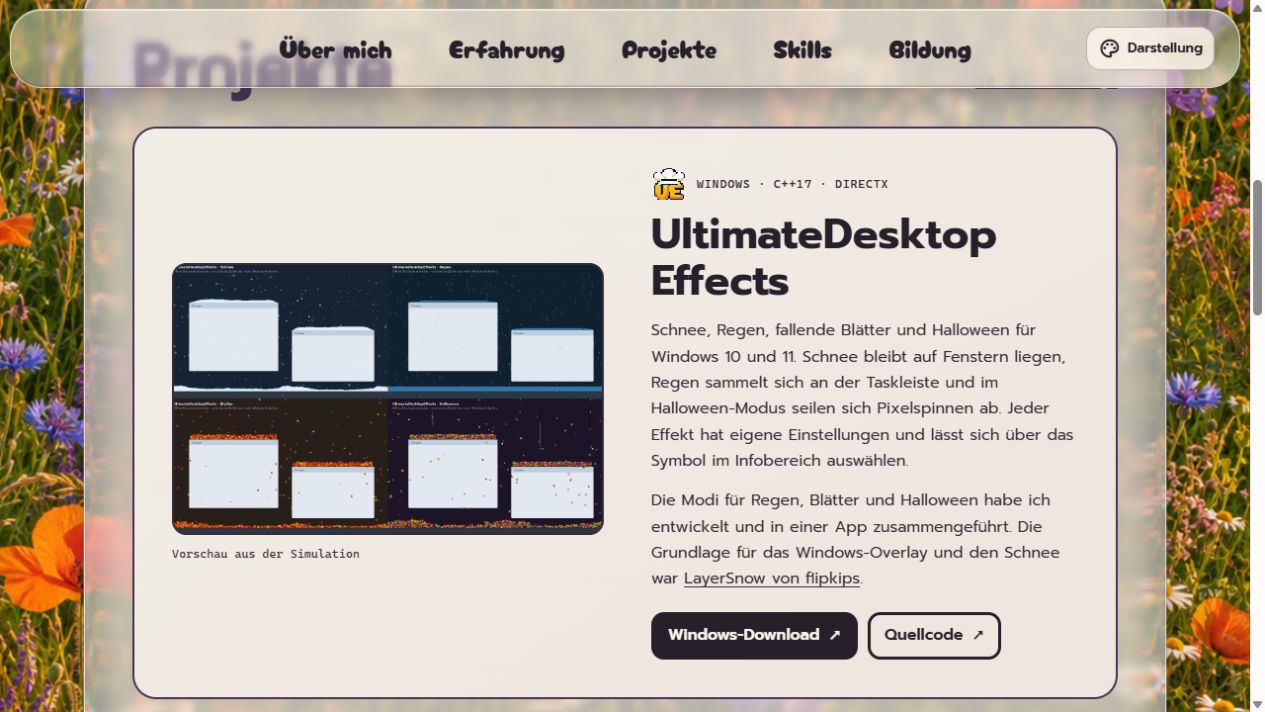 Über mich
Erfahrung
Projekte
Skills
Bildung
Darstellung
Projekte
UE
WINDOWS · C++17 · DIRECTX
UltimateDesktop
Effects
Schnee, Regen, fallende Blätter und Halloween für
Windows 10 und 11. Schnee bleibt auf Fenstern liegen,
Regen sammelt sich an der Taskleiste und im
Halloween-Modus seilen sich Pixelspinnen ab. Jeder
Effekt hat eigene Einstellungen und lässt sich über das
Symbol im Infobereich auswählen.
Die Modi für Regen, Blätter und Halloween habe ich
entwickelt und in einer App zusammengeführt. Die
Grundlage für das Windows-Overlay und den Schnee
war LayerSnow von flipkips.
Windows-Download ↗
Quellcode ↗
Vorschau aus der Simulation